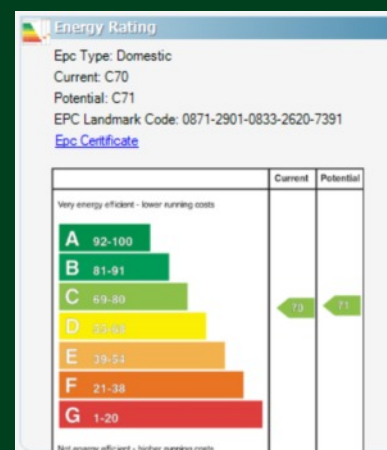 Energy Rating
Epc Type: Domestic
Current: C70
Potential: C71
EPC Landmark Code: 0871-2901-0833-2620-7391
Epc Certificate
Current Potential
Very energy efficient - lower running costs
A 92-100
B 81-91
C 69-80
70 71
D 55-68
E 39-54
F 21-38
G 1-20
Not energy efficient - higher running costs